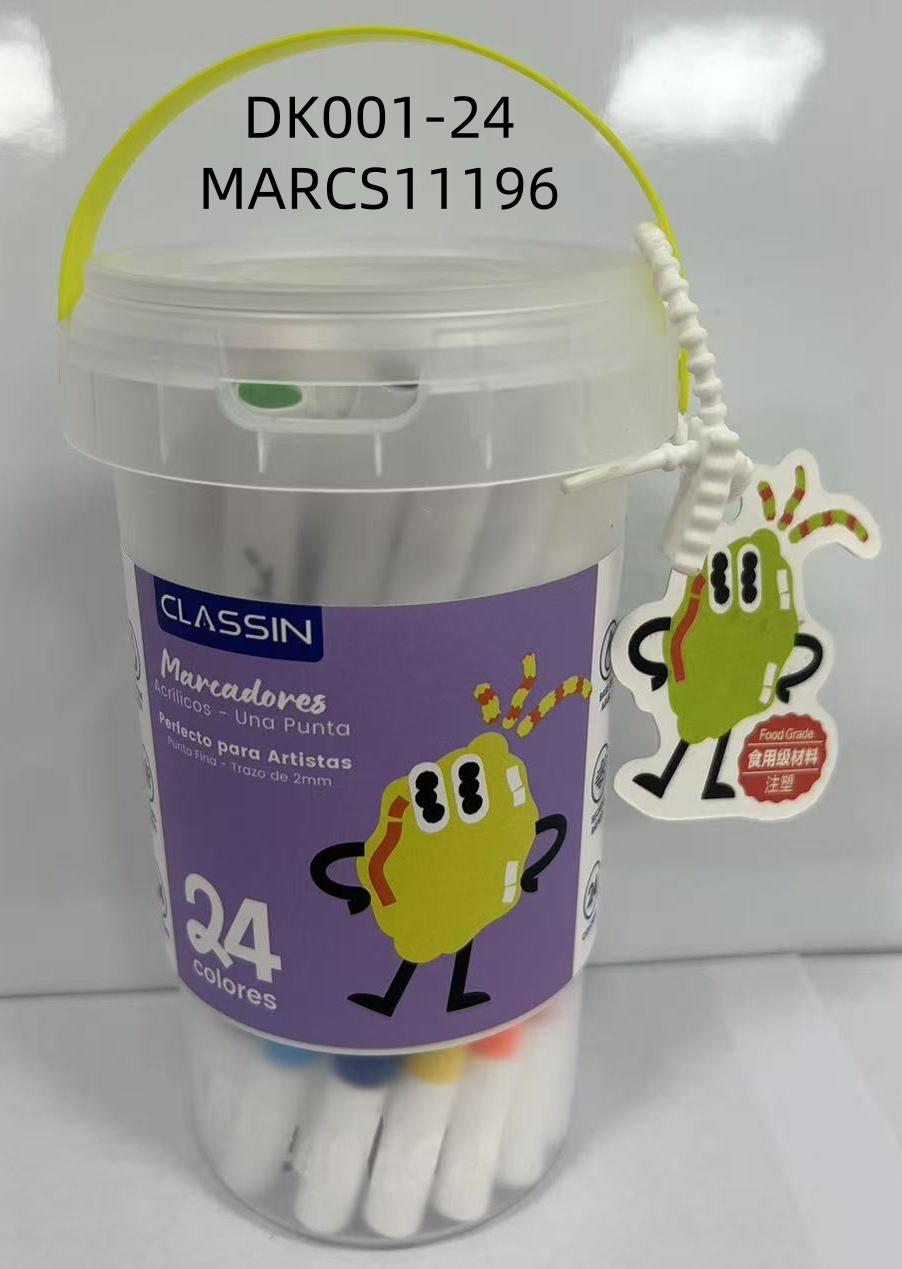 DK001-24
MARCS11196
CLASSIN
Marcadores
Acrílicos - Una Punta
Perfecto para Artistas
Punta Fina - Trazo de 2mm
24
colores
Food Grade
食用级材料
注塑